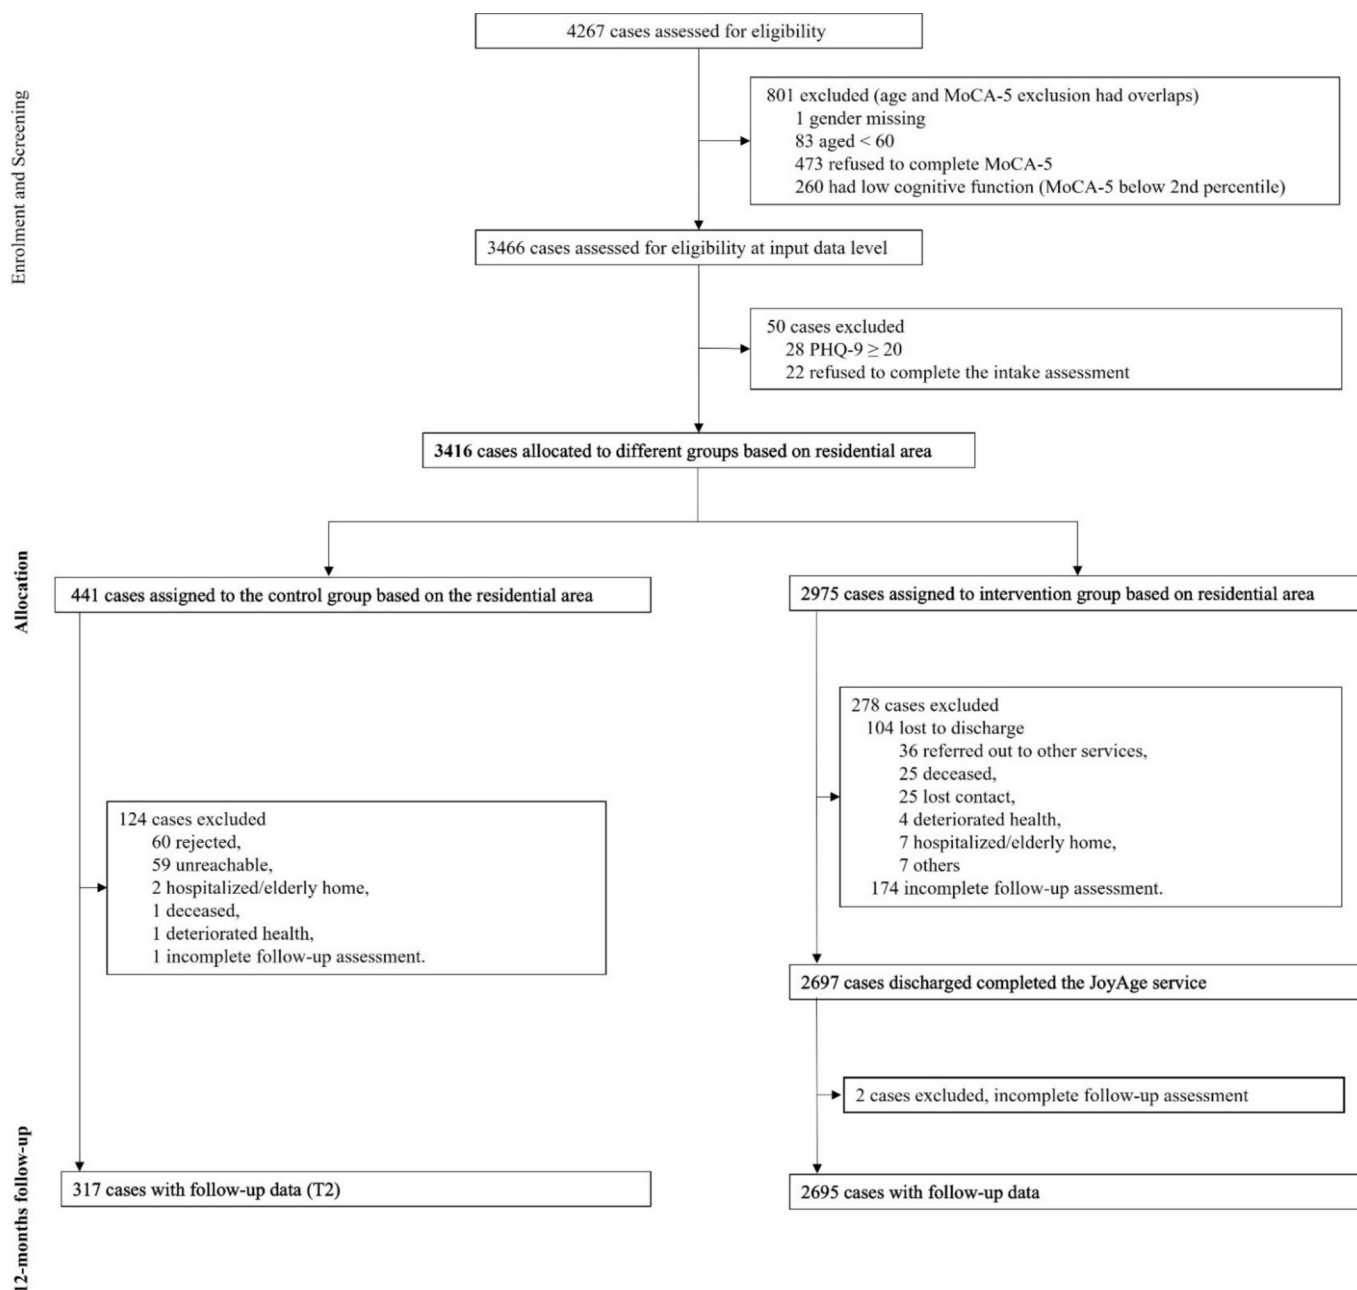 4267 cases assessed for eligibility
Enrolment and Screening
801 excluded (age and MoCA-5 exclusion had overlaps)
1 gender missing
83 aged < 60
473 refused to complete MoCA-5
260 had low cognitive function (MoCA-5 below 2nd percentile)
3466 cases assessed for eligibility at input data level
50 cases excluded
28 PHQ-9 ≥ 20
22 refused to complete the intake assessment
3416 cases allocated to different groups based on residential area
Allocation
441 cases assigned to the control group based on the residential area
2975 cases assigned to intervention group based on residential area
124 cases excluded
60 rejected,
59 unreachable,
2 hospitalized/elderly home,
1 deceased,
1 deteriorated health,
1 incomplete follow-up assessment.
278 cases excluded
104 lost to discharge
36 referred out to other services,
25 deceased,
25 lost contact,
4 deteriorated health,
7 hospitalized/elderly home,
7 others
174 incomplete follow-up assessment.
2697 cases discharged completed the JoyAge service
2 cases excluded, incomplete follow-up assessment
12-months follow-up
317 cases with follow-up data (T2)
2695 cases with follow-up data